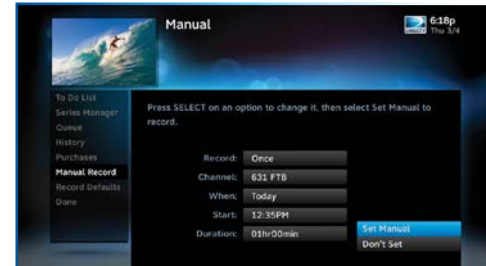 Manual
6:18p
DIRECTV Thu 3/4
To Do List
Series Manager
Queue
History
Purchases
Manual Record
Record Defaults
Done
Press SELECT on an option to change it, then select Set Manual to
record.
Record: Once
Channel: 631 FTB
When: Today
Start: 12:35PM
Duration: 01hr00min
Set Manual
Don't Set